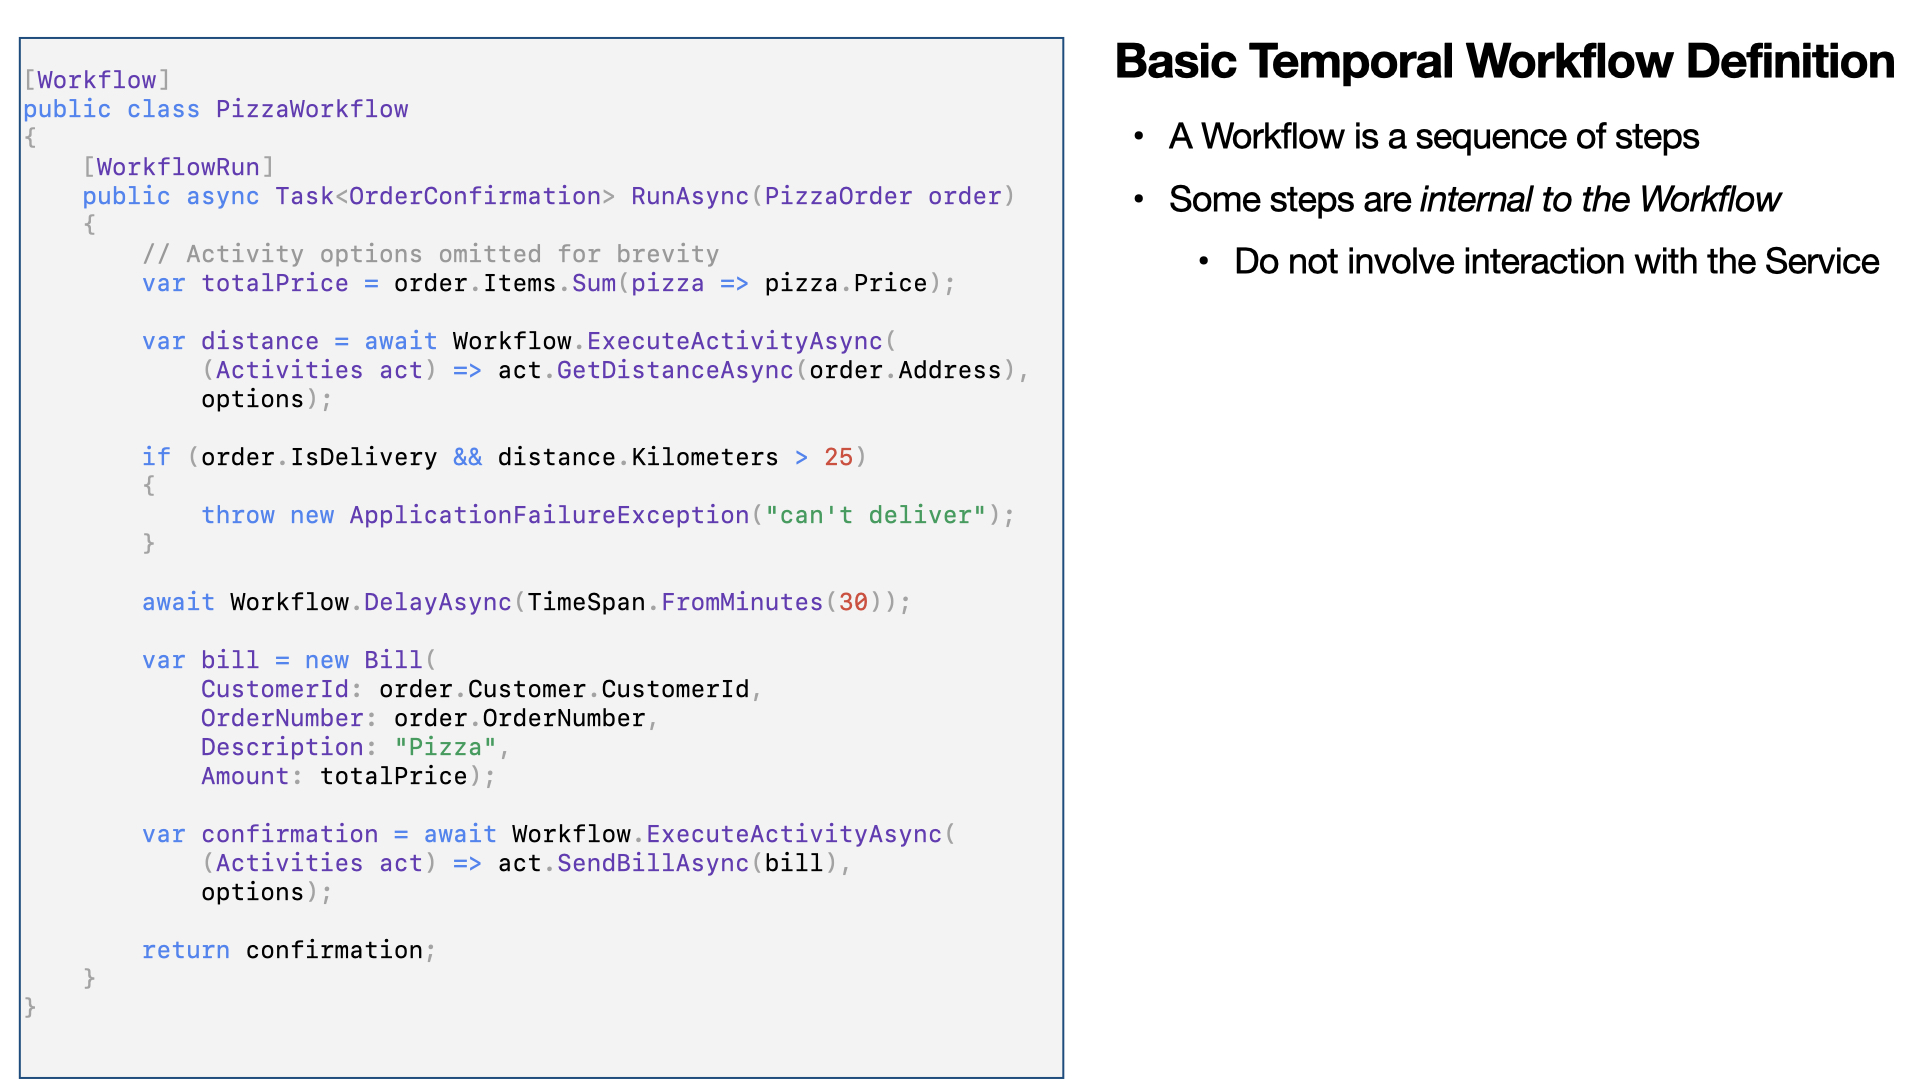 [Workflow]
public class PizzaWorkflow
{
    [WorkflowRun]
    public async Task<OrderConfirmation> RunAsync(PizzaOrder order)
    {
        // Activity options omitted for brevity
        var totalPrice = order.Items.Sum(pizza => pizza.Price);

        var distance = await Workflow.ExecuteActivityAsync(
            (Activities act) => act.GetDistanceAsync(order.Address),
            options);

        if (order.IsDelivery && distance.Kilometers > 25)
        {
            throw new ApplicationFailureException("can't deliver");
        }

        await Workflow.DelayAsync(TimeSpan.FromMinutes(30));

        var bill = new Bill(
            CustomerId: order.Customer.CustomerId,
            OrderNumber: order.OrderNumber,
            Description: "Pizza",
            Amount: totalPrice);

        var confirmation = await Workflow.ExecuteActivityAsync(
            (Activities act) => act.SendBillAsync(bill),
            options);

        return confirmation;
    }
}
Basic Temporal Workflow Definition
• A Workflow is a sequence of steps
• Some steps are internal to the Workflow
• Do not involve interaction with the Service